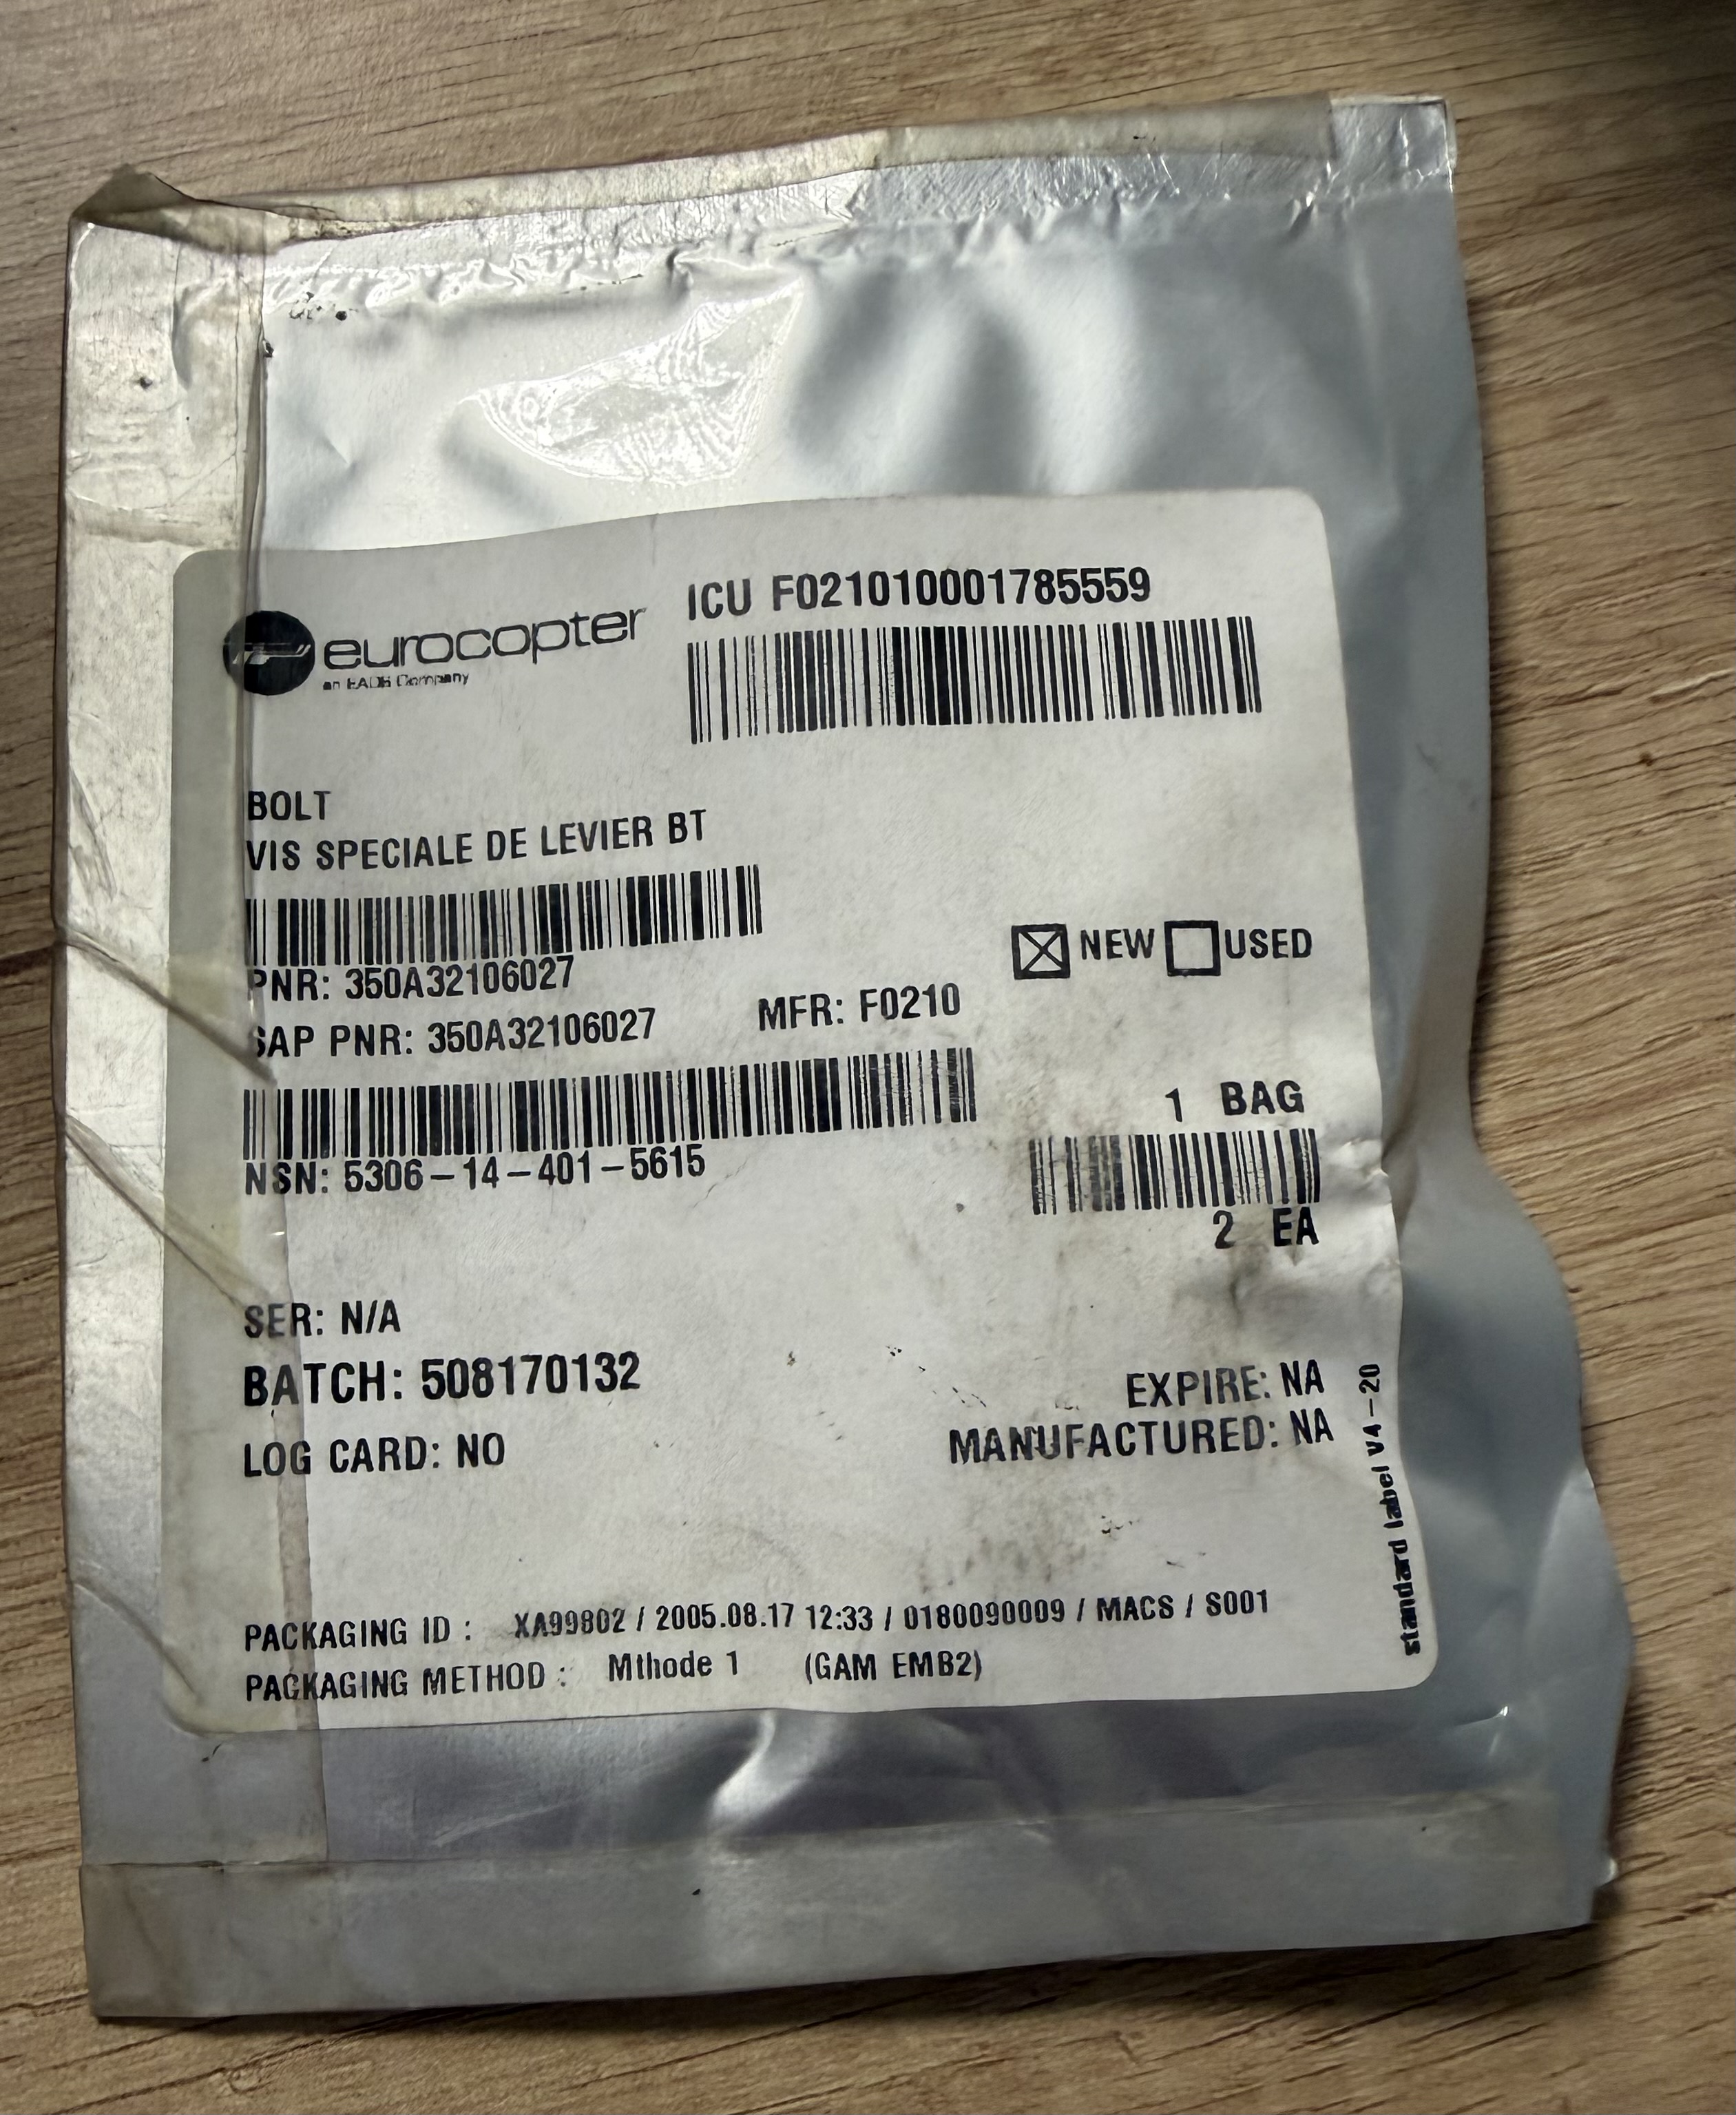 eurocopter
an EADS Company
ICU F021010001785559
BOLT
VIS SPECIALE DE LEVIER BT
PNR: 350A32106027
NEW USED
SAP PNR: 350A32106027 MFR: F0210
1 BAG
NSN: 5306-14-401-5615
2 EA
SER: N/A
BATCH: 508170132
EXPIRE: NA
LOG CARD: NO
MANUFACTURED: NA
standard label V4-20
PACKAGING ID : XA99802 / 2005.08.17 12:33 / 0180090009 / MACS / S001
PACKAGING METHOD : Mthode 1 (GAM EMB2)